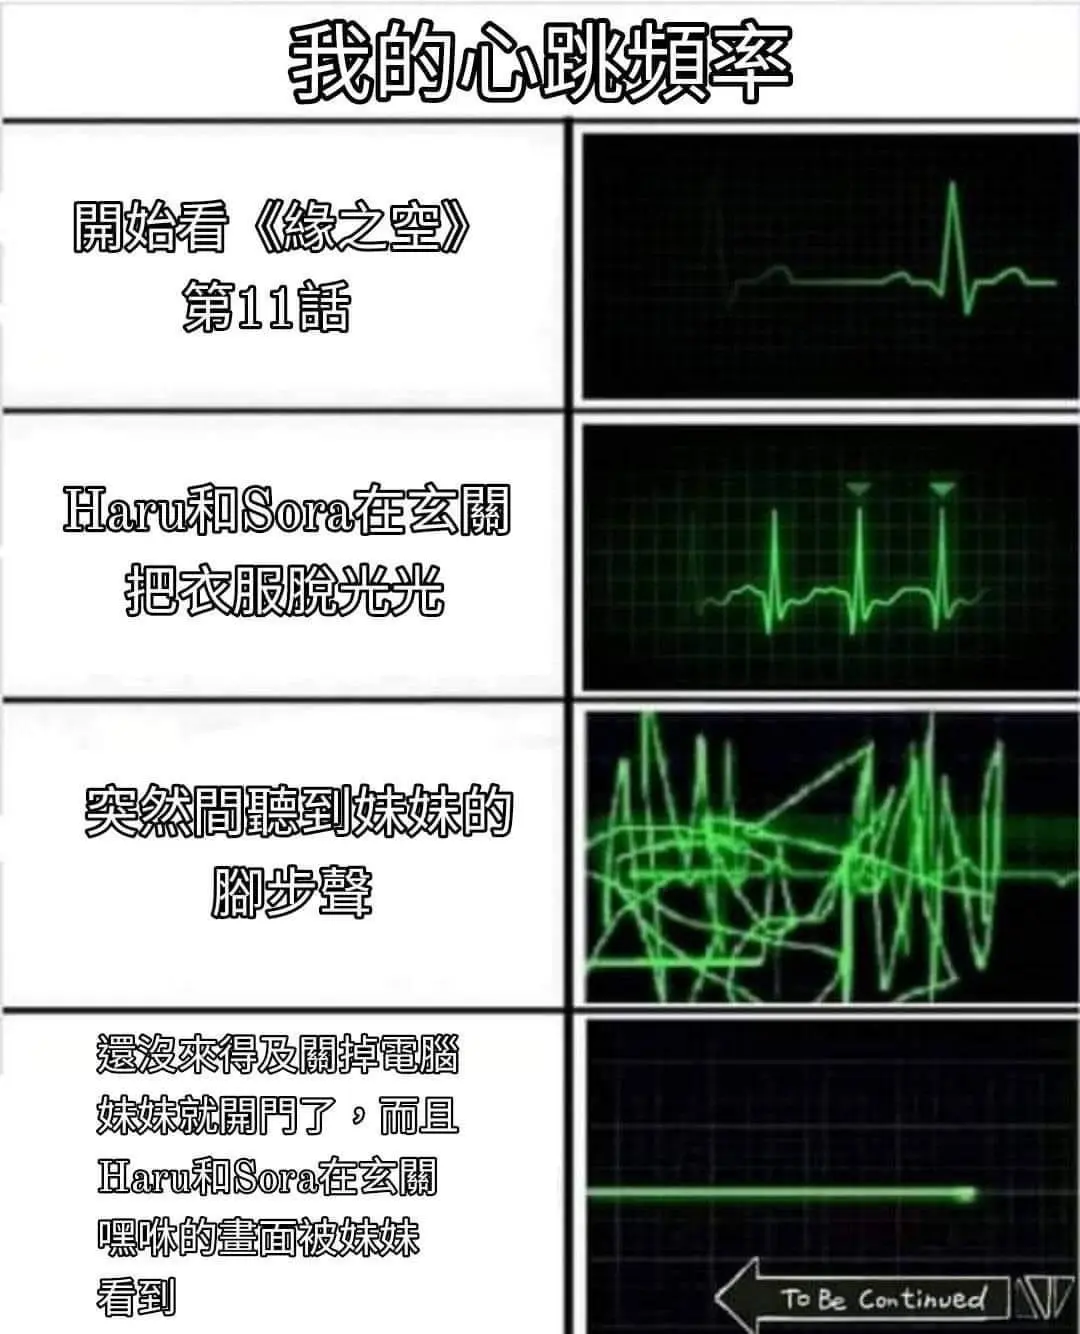 我的心跳頻率
開始看《緣之空》
第11話
Haru和Sora在玄關
把衣服脫光光
突然間聽到妹妹的
腳步聲
還沒來得及關掉電腦
妹妹就開門了，而且
Haru和Sora在玄關
嘿咻的畫面被妹妹
看到
To Be Continued